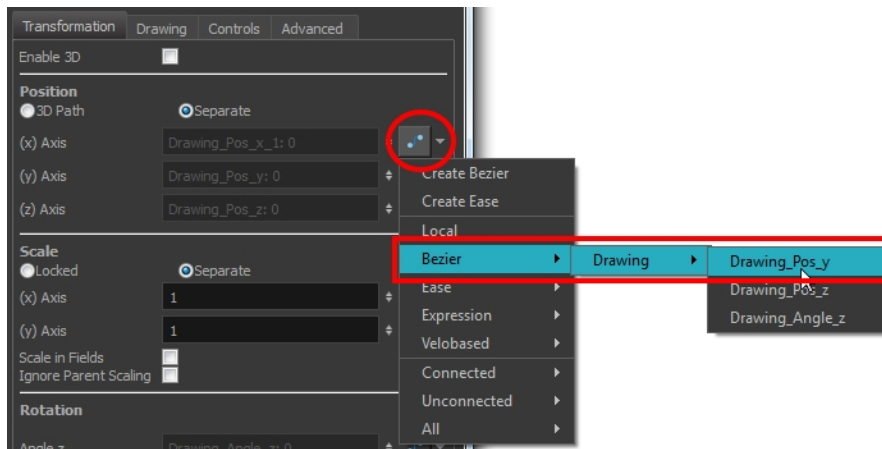 Transformation Drawing Controls Advanced
Enable 3D
Position
3D Path Separate
(x) Axis Drawing_Pos_x_1: 0
(y) Axis Drawing_Pos_y: 0
(z) Axis Drawing_Pos_z: 0
Scale
Locked Separate
(x) Axis 1
(y) Axis 1
Scale in Fields
Ignore Parent Scaling
Rotation
Angle z Drawing_Angle_z: 0
Create Bezier
Create Ease
Local
Bezier Drawing Drawing_Pos_y
Ease Drawing_Pos_z
Expression Drawing_Angle_z
Velobased
Connected
Unconnected
All